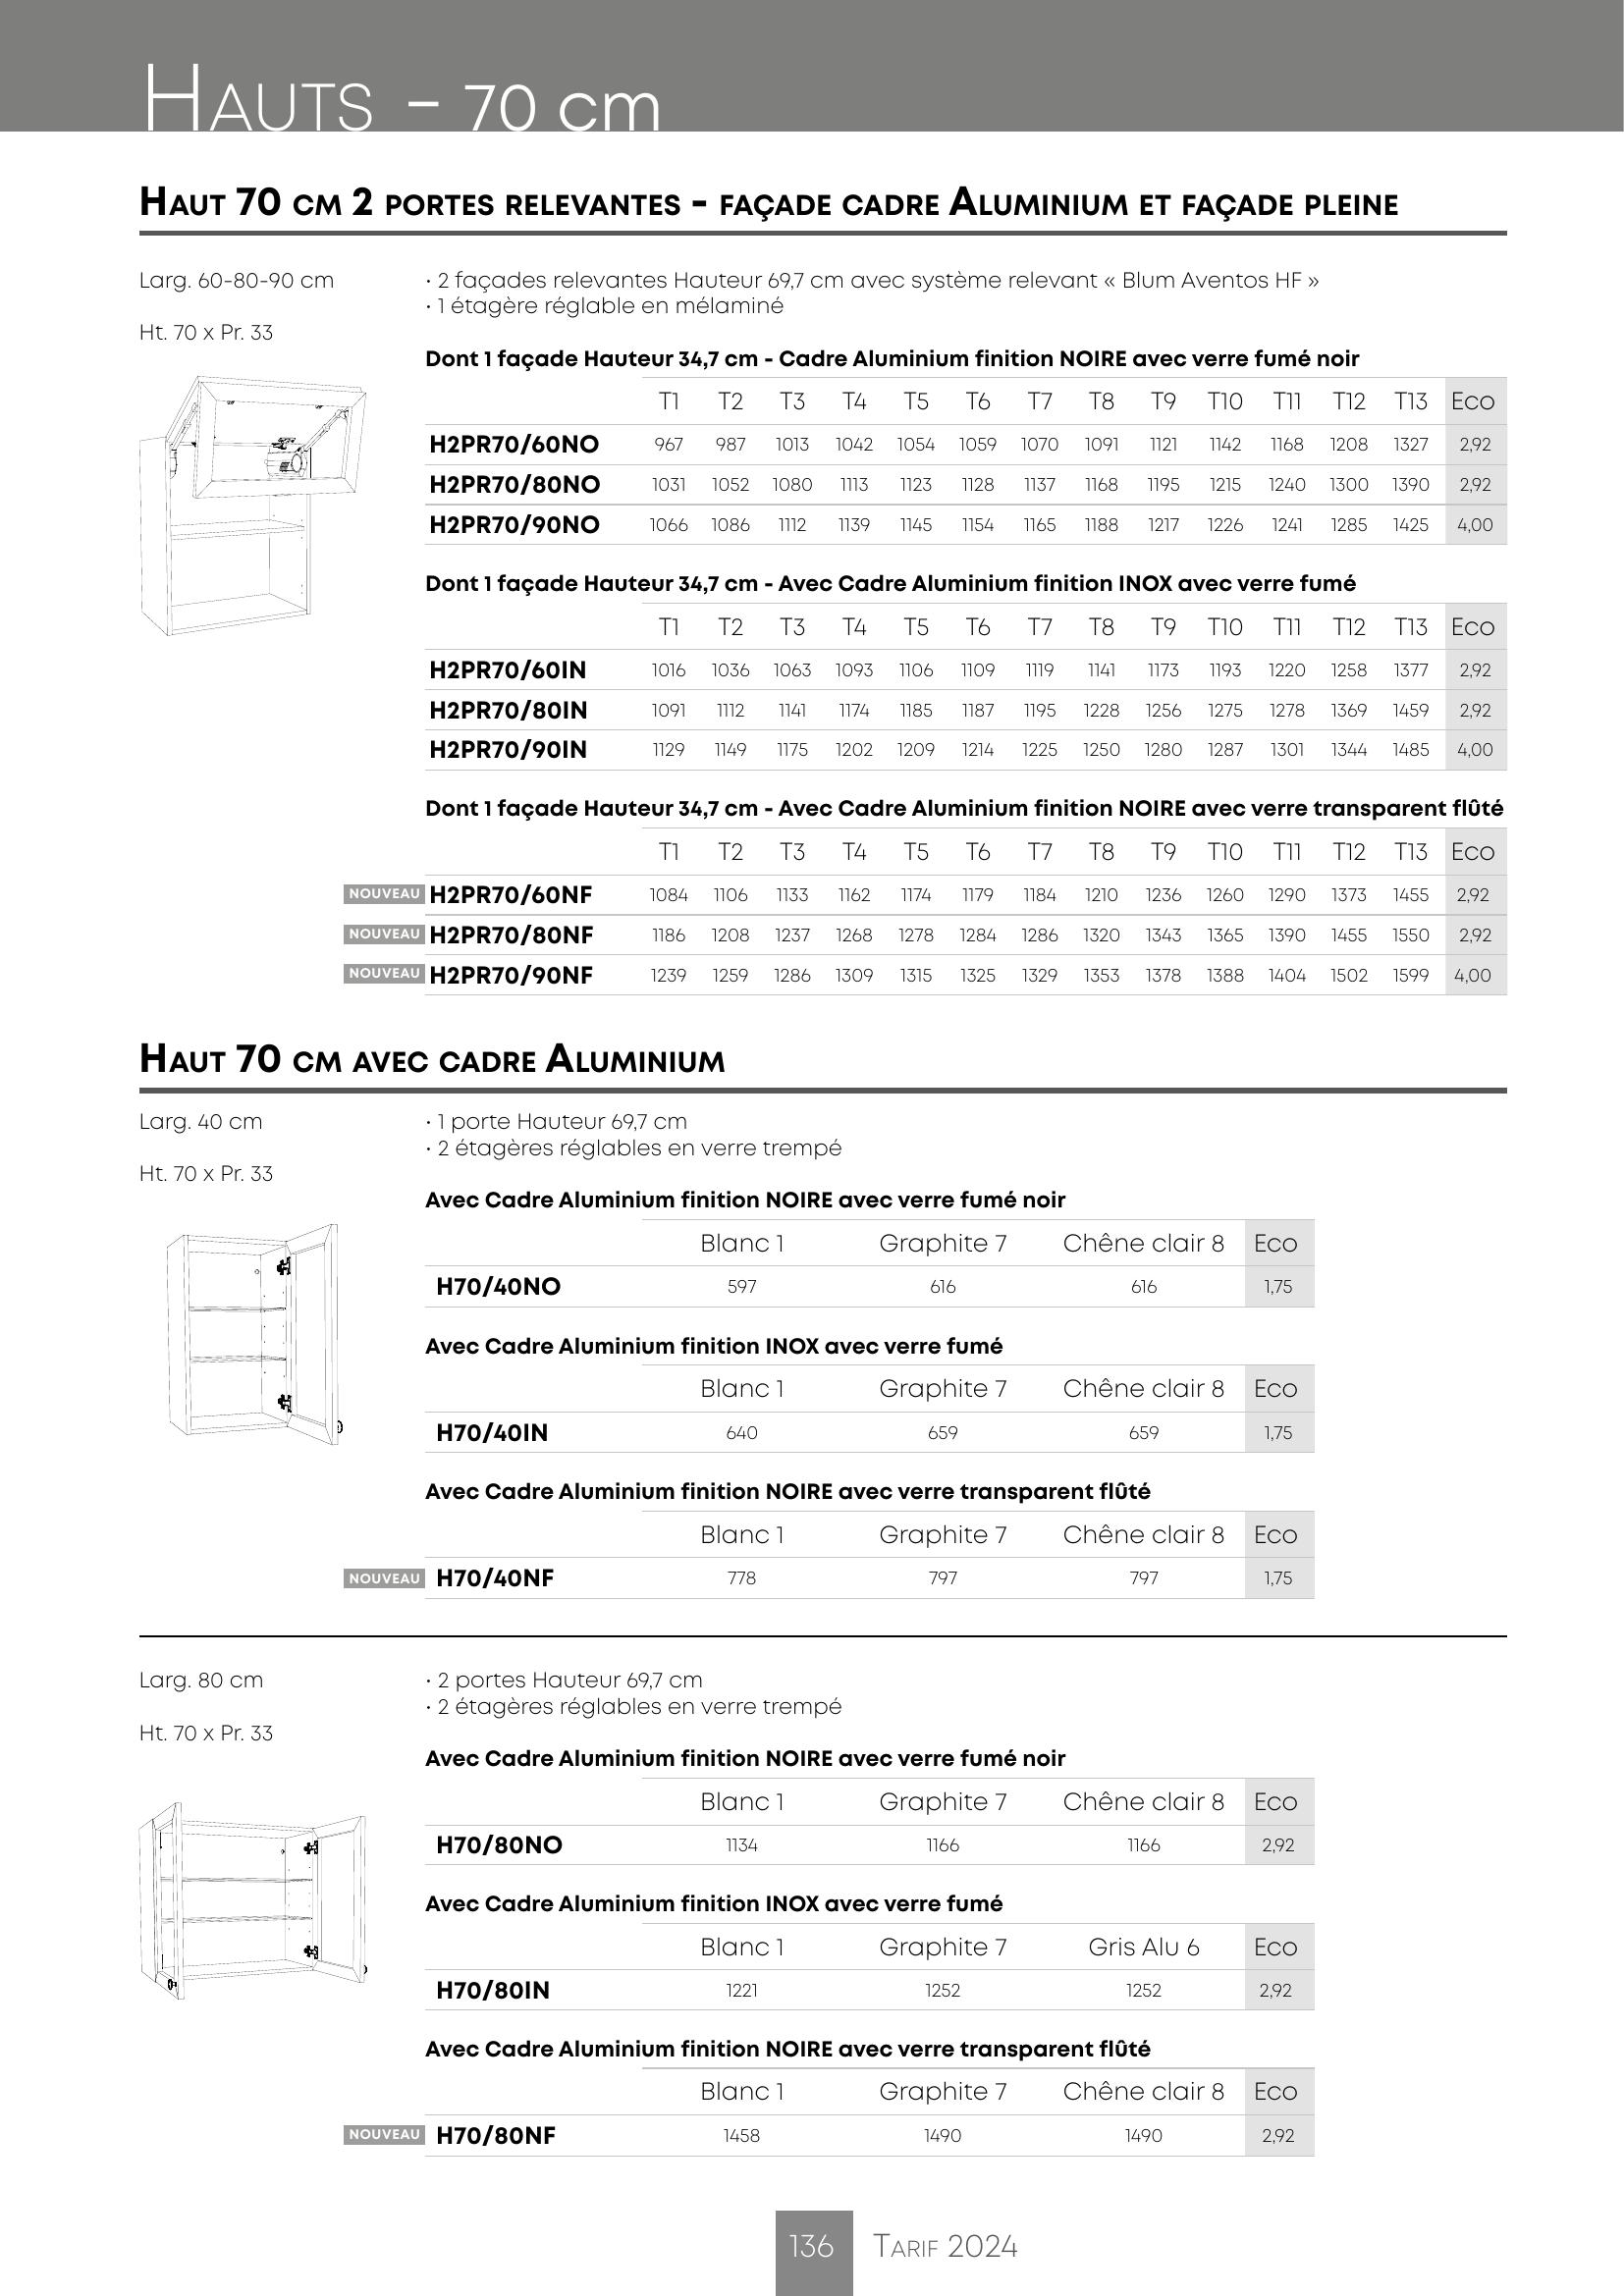 Hauts - 70 cm
Haut 70 cm 2 portes relevantes - façade cadre Aluminium et façade pleine
Larg. 60-80-90 cm
Ht. 70 x Pr. 33
· 2 façades relevantes Hauteur 69,7 cm avec système relevant « Blum Aventos HF »
· 1 étagère réglable en mélaminé
Dont 1 façade Hauteur 34,7 cm - Cadre Aluminium finition NOIRE avec verre fumé noir
T1 T2 T3 T4 T5 T6 T7 T8 T9 T10 T11 T12 T13 Eco
H2PR70/60NO 967 987 1013 1042 1054 1059 1070 1091 1121 1142 1168 1208 1327 2,92
H2PR70/80NO 1031 1052 1080 1113 1123 1128 1137 1168 1195 1215 1240 1300 1390 2,92
H2PR70/90NO 1066 1086 1112 1139 1145 1154 1165 1188 1217 1226 1241 1285 1425 4,00
Dont 1 façade Hauteur 34,7 cm - Avec Cadre Aluminium finition INOX avec verre fumé
T1 T2 T3 T4 T5 T6 T7 T8 T9 T10 T11 T12 T13 Eco
H2PR70/60IN 1016 1036 1063 1093 1106 1109 1119 1141 1173 1193 1220 1258 1377 2,92
H2PR70/80IN 1091 1112 1141 1174 1185 1187 1195 1228 1256 1275 1278 1369 1459 2,92
H2PR70/90IN 1129 1149 1175 1202 1209 1214 1225 1250 1280 1287 1301 1344 1485 4,00
Dont 1 façade Hauteur 34,7 cm - Avec Cadre Aluminium finition NOIRE avec verre transparent flûté
T1 T2 T3 T4 T5 T6 T7 T8 T9 T10 T11 T12 T13 Eco
NOUVEAU H2PR70/60NF 1084 1106 1133 1162 1174 1179 1184 1210 1236 1260 1290 1373 1455 2,92
NOUVEAU H2PR70/80NF 1186 1208 1237 1268 1278 1284 1286 1320 1343 1365 1390 1455 1550 2,92
NOUVEAU H2PR70/90NF 1239 1259 1286 1309 1315 1325 1329 1353 1378 1388 1404 1502 1599 4,00
Haut 70 cm avec cadre Aluminium
Larg. 40 cm
Ht. 70 x Pr. 33
· 1 porte Hauteur 69,7 cm
· 2 étagères réglables en verre trempé
Avec Cadre Aluminium finition NOIRE avec verre fumé noir
Blanc 1 Graphite 7 Chêne clair 8 Eco
H70/40NO 597 616 616 1,75
Avec Cadre Aluminium finition INOX avec verre fumé
Blanc 1 Graphite 7 Chêne clair 8 Eco
H70/40IN 640 659 659 1,75
Avec Cadre Aluminium finition NOIRE avec verre transparent flûté
Blanc 1 Graphite 7 Chêne clair 8 Eco
NOUVEAU H70/40NF 778 797 797 1,75
Larg. 80 cm
Ht. 70 x Pr. 33
· 2 portes Hauteur 69,7 cm
· 2 étagères réglables en verre trempé
Avec Cadre Aluminium finition NOIRE avec verre fumé noir
Blanc 1 Graphite 7 Chêne clair 8 Eco
H70/80NO 1134 1166 1166 2,92
Avec Cadre Aluminium finition INOX avec verre fumé
Blanc 1 Graphite 7 Gris Alu 6 Eco
H70/80IN 1221 1252 1252 2,92
Avec Cadre Aluminium finition NOIRE avec verre transparent flûté
Blanc 1 Graphite 7 Chêne clair 8 Eco
NOUVEAU H70/80NF 1458 1490 1490 2,92
136 Tarif 2024